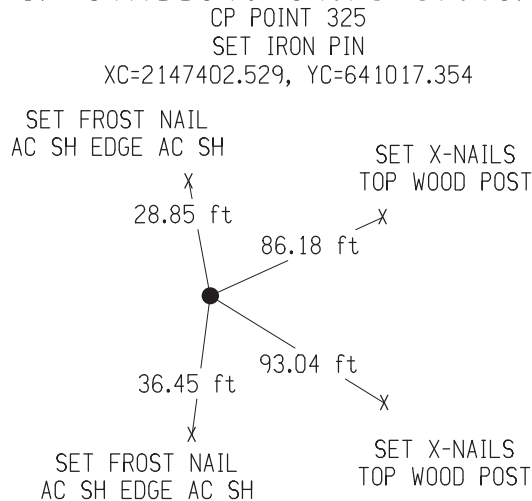 CP POINT 325
SET IRON PIN
XC=2147402.529, YC=641017.354
SET FROST NAIL
AC SH EDGE AC SH
SET X-NAILS
TOP WOOD POST
28.85 ft
86.18 ft
93.04 ft
36.45 ft
SET FROST NAIL
AC SH EDGE AC SH
SET X-NAILS
TOP WOOD POST